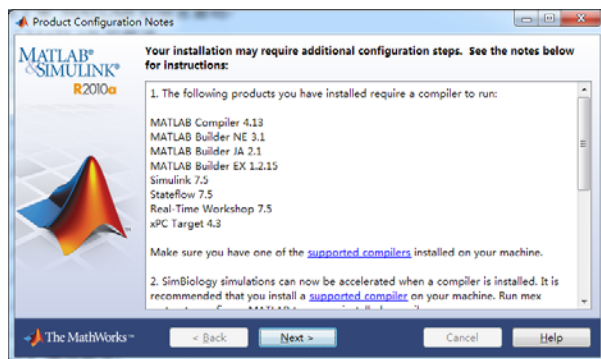 Product Configuration Notes
MATLAB®
&SIMULINK®
R2010a
Your installation may require additional configuration steps. See the notes below
for instructions:
1. The following products you have installed require a compiler to run:
MATLAB Compiler 4.13
MATLAB Builder NE 3.1
MATLAB Builder JA 2.1
MATLAB Builder EX 1.2.15
Simulink 7.5
Stateflow 7.5
Real-Time Workshop 7.5
xPC Target 4.3
Make sure you have one of the supported compilers installed on your machine.
2. SimBiology simulations can now be accelerated when a compiler is installed. It is
recommended that you install a supported compiler on your machine. Run mex
The MathWorks™
< Back
Next >
Cancel
Help